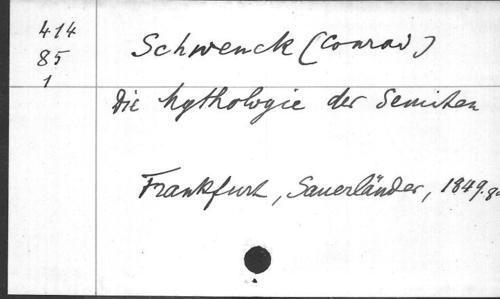 414
85
1
Schwenck (Conrad)
Die Mythologie der Semiten
Frankfurt, Sauerländer, 1849.